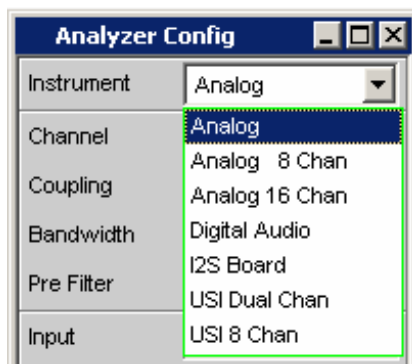 Analyzer Config
Instrument Analog
Channel Analog
Analog 8 Chan
Coupling Analog 16 Chan
Bandwidth Digital Audio
I2S Board
Pre Filter USI Dual Chan
Input USI 8 Chan